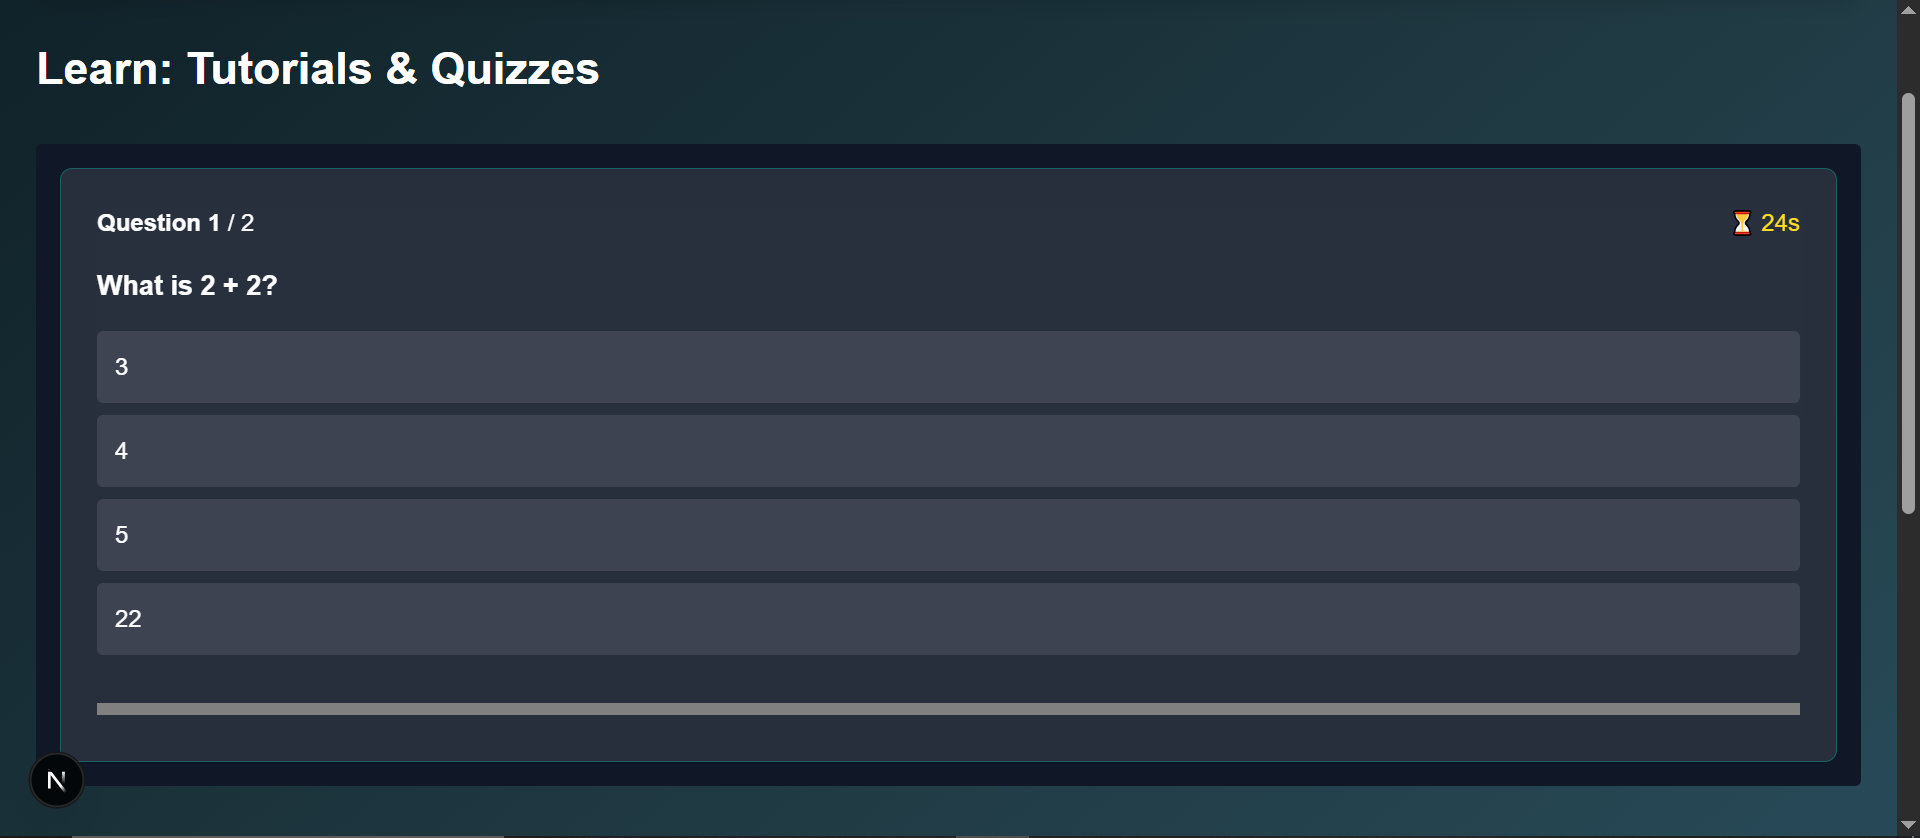 Learn: Tutorials & Quizzes
Question 1 / 2
⏳ 24s
What is 2 + 2?
3
4
5
22
N